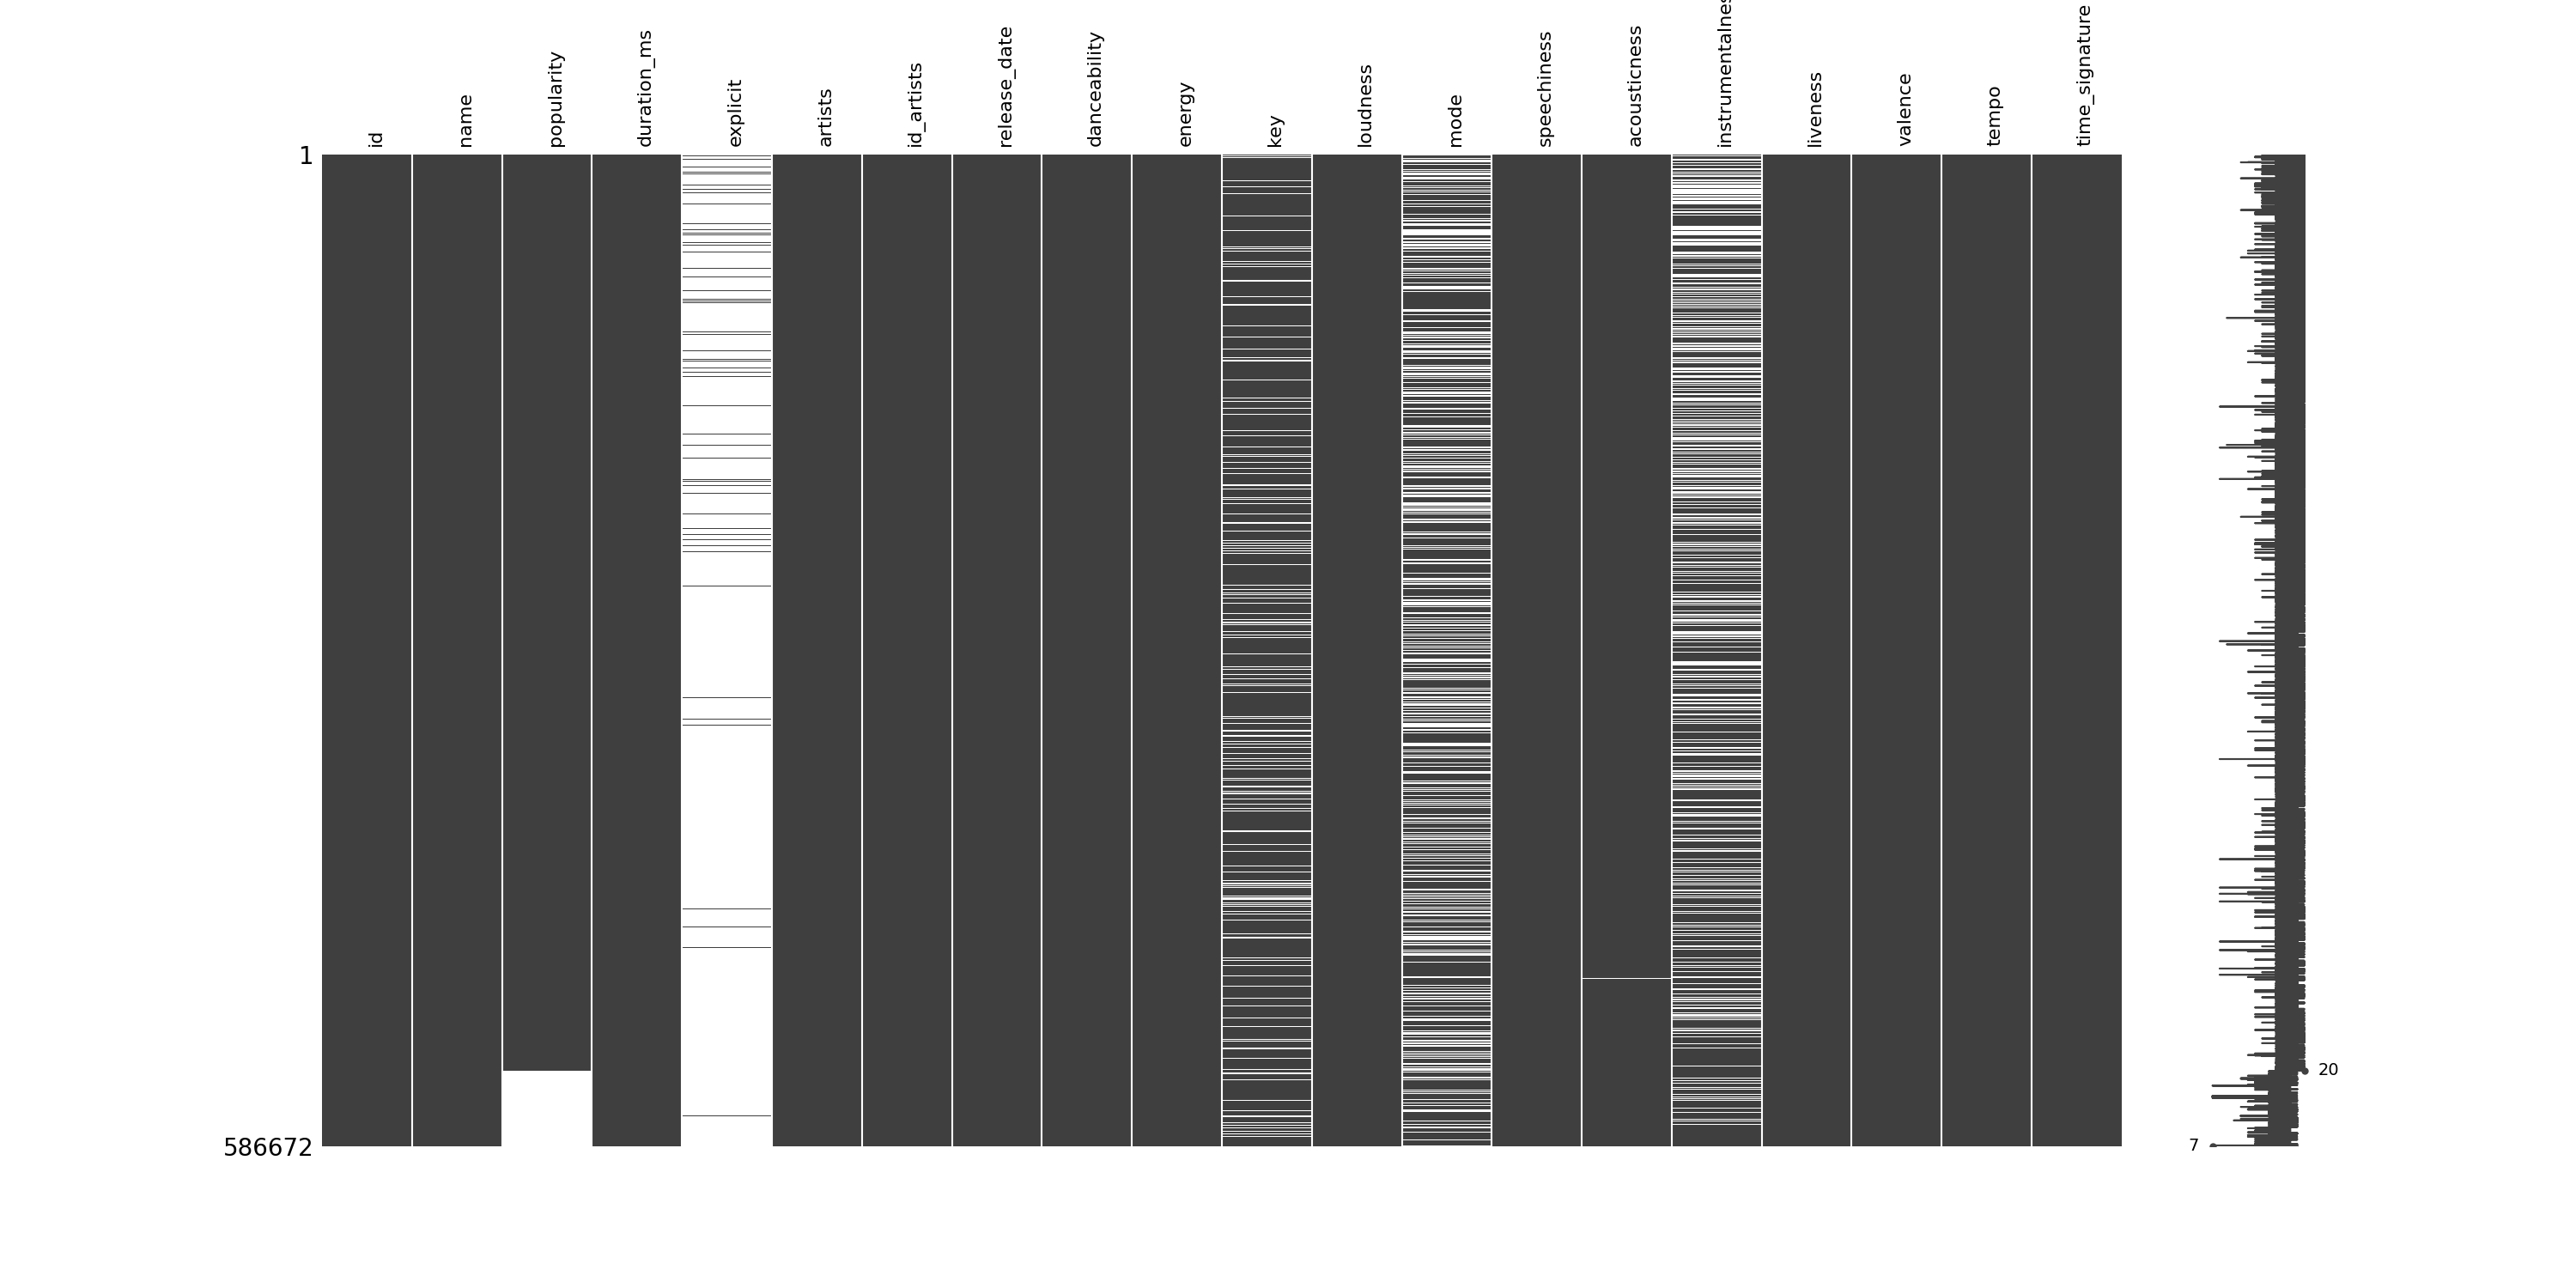 id
name
popularity
duration_ms
explicit
artists
id_artists
release_date
danceability
energy
key
loudness
mode
speechiness
acousticness
instrumentalnes
liveness
valence
tempo
time_signature
1
586672
20
7